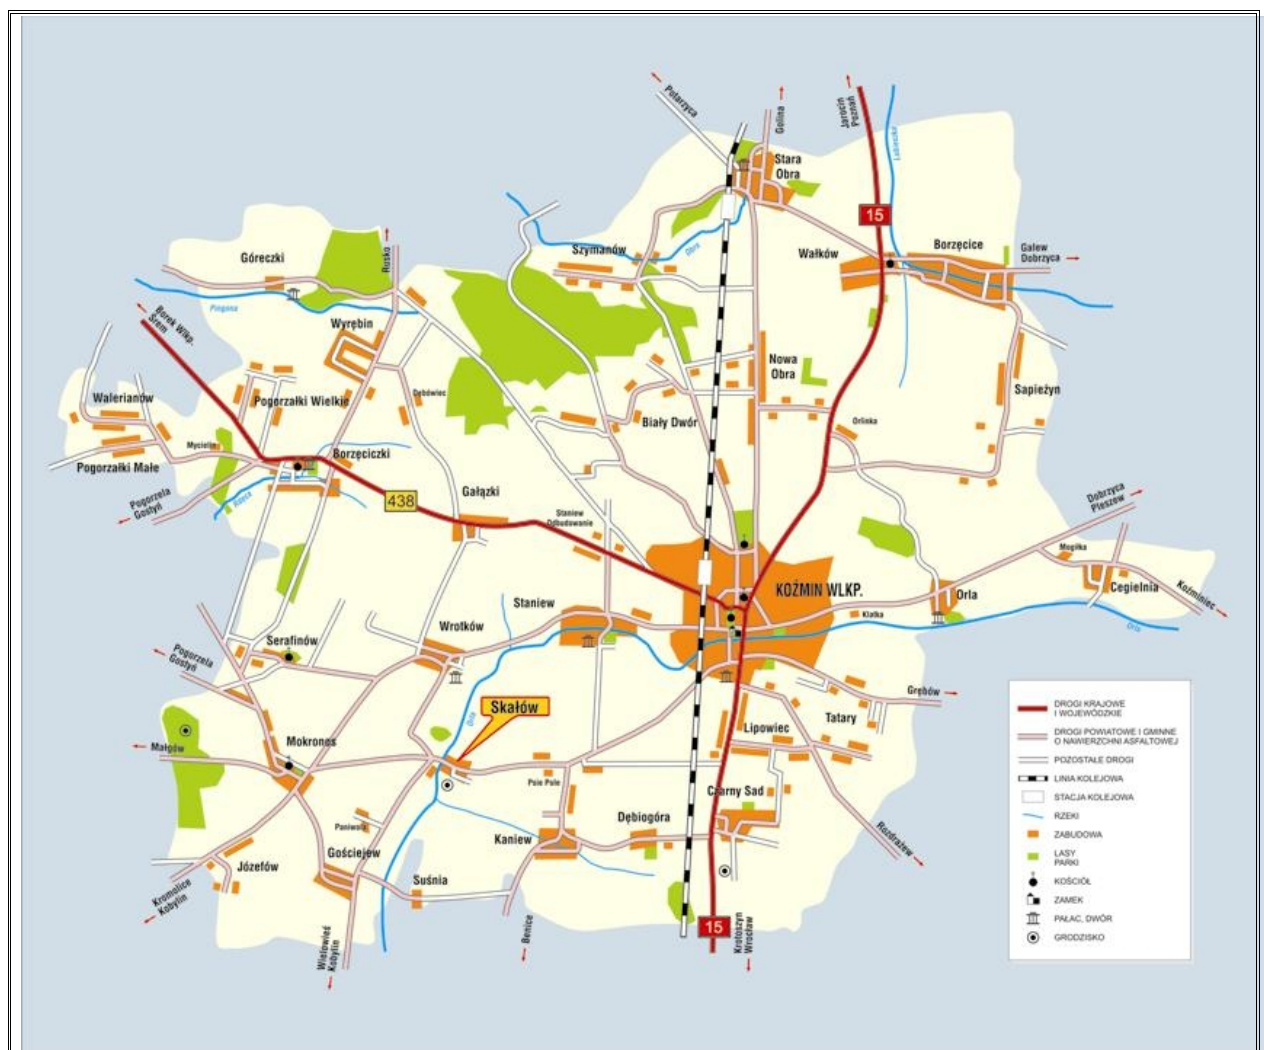 Potarzyca
Golina
Jarocin
Poznań
Lubieszka
Stara
Obra
15
Góreczki
Rusko
Szymanów
Obra
Wałków
Borzęcice
Galew
Dobrzyca
Pogona
Borek Wlkp.
Śrem
Wyrębin
Nowa
Obra
Dębówiec
Sapieżyn
Walerianów
Pogorzałki Wielkie
Biały Dwór
Orlinka
Mycielin
Borzęciczki
Pogorzałki Małe
Rdęca
Pogorzela
Gostyń
438
Gałązki
Staniew
Odbudowanie
Dobrzyca
Pleszew
Mogiłka
KOŹMIN WLKP.
Orla
Cegielnia
Koźminiec
Staniew
Klatka
Orla
Wrotków
Serafinów
Pogorzela
Gostyń
Grębów
Skałów
Orla
Lipowiec
Tatary
Małgów
Mokronos
Psie Pole
Czarny Sad
Paniwola
Kaniew
Dębiogóra
Rozdrażew
Gościejew
Józefów
Suśnia
Kromolice
Kobylin
Wielowieś
Kobylin
Benice
15
Krotoszyn
Wrocław
DROGI KRAJOWE
I WOJEWÓDZKIE
DROGI POWIATOWE I GMINNE
O NAWIERZCHNI ASFALTOWEJ
POZOSTAŁE DROGI
LINIA KOLEJOWA
STACJA KOLEJOWA
RZEKI
ZABUDOWA
LASY
PARKI
KOŚCIÓŁ
ZAMEK
PAŁAC, DWÓR
GRODZISKO